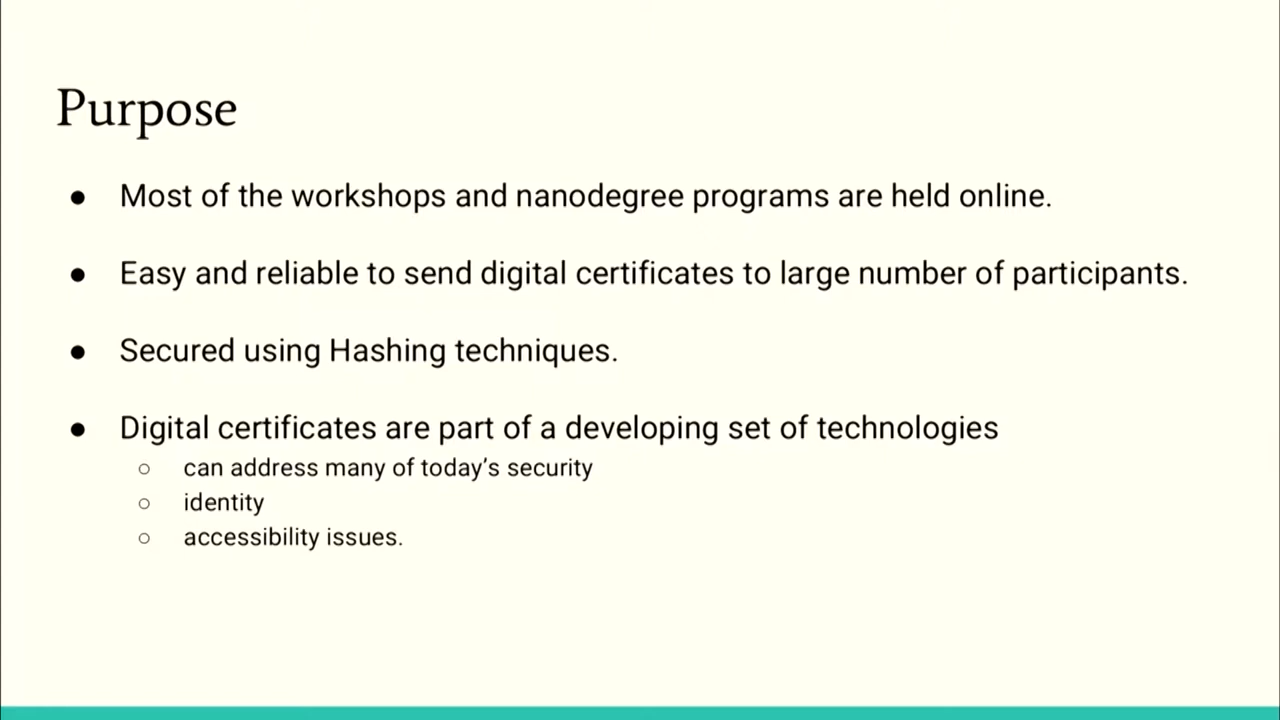 Purpose
● Most of the workshops and nanodegree programs are held online.
● Easy and reliable to send digital certificates to large number of participants.
● Secured using Hashing techniques.
● Digital certificates are part of a developing set of technologies
○ can address many of today’s security
○ identity
○ accessibility issues.